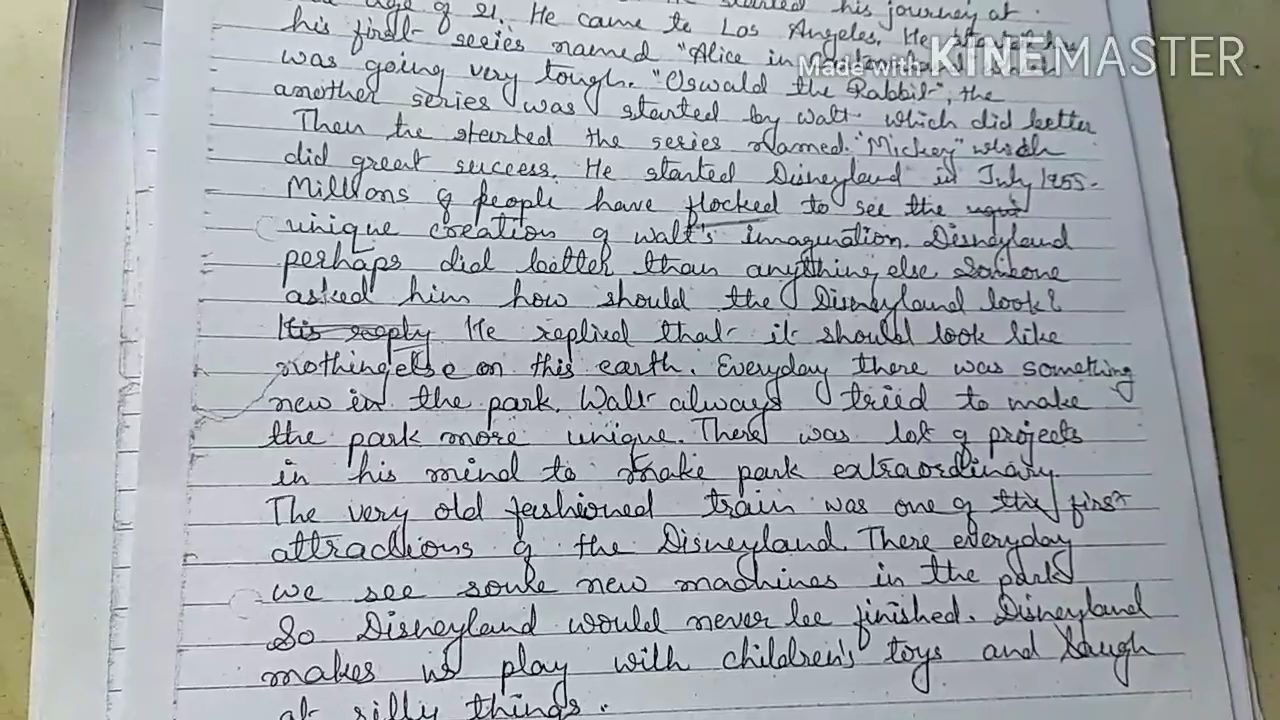 started his journey at
age of 21. He came to Los Angeles. He started
his first series named "Alice in
was going very tough. "Oswald the Rabbit", the
another series was started by Walt which did better
Then he started the series named "Mickey" which
did great success. He started Disneyland in July 1955.
Millions of people have flocked to see the
unique creation of Walt's imagination. Disneyland
perhaps did better than anything else Someone
asked him how should the Disneyland look?
His reply He replied that it should look like
nothing else on this earth. Everyday there was something
new in the park. Walt always tried to make
the park more unique. There was lot of projects
in his mind to make park extraordinary.
The very old fashioned train was one of the first
attractions of the Disneyland. There everyday
we see some new machines in the park
So Disneyland would never be finished. Disneyland
makes us play with children's toys and laugh
at silly things.
Made with KINEMASTER